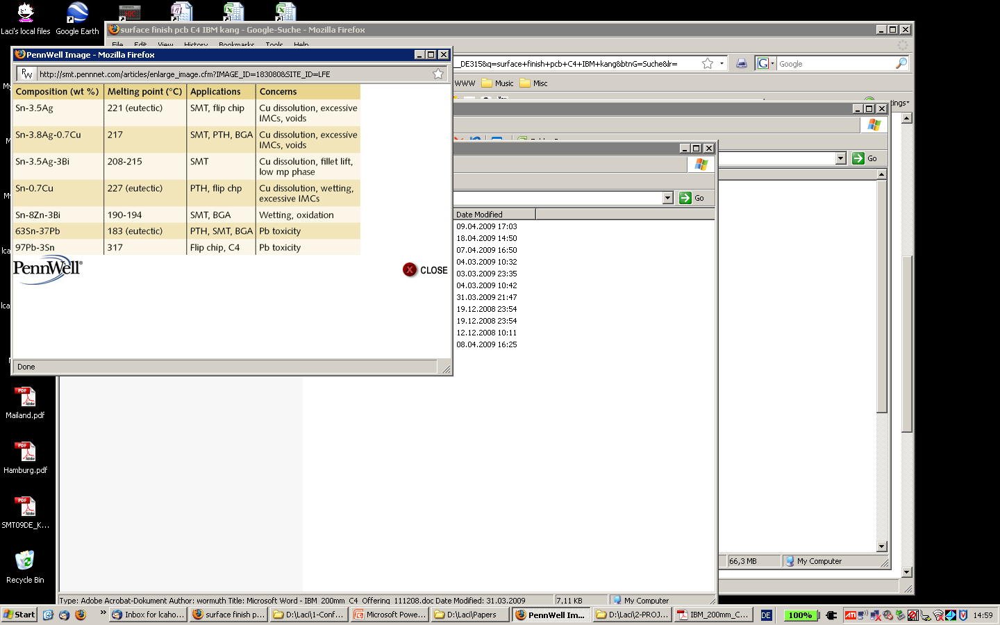 Laci's local files
Google Earth
surface finish pcb C4 IBM kang - Google-Suche - Mozilla Firefox
File Edit View History Bookmarks Tools Help
PennWell Image - Mozilla Firefox
http://smt.pennnet.com/articles/enlarge_image.cfm?IMAGE_ID=183080&SITE_ID=LFE
_DE315&q=surface+finish+pcb+C4+IBM+kang&btnG=Suche&lr=
Google
WWW Music Misc
Composition (wt %) Melting point (°C) Applications Concerns
Sn-3.5Ag 221 (eutectic) SMT, flip chip Cu dissolution, excessive
IMCs, voids
Sn-3.8Ag-0.7Cu 217 SMT, PTH, BGA Cu dissolution, excessive
IMCs, voids
Sn-3.5Ag-3Bi 208-215 SMT Cu dissolution, fillet lift,
low mp phase
Sn-0.7Cu 227 (eutectic) PTH, flip chp Cu dissolution, wetting,
excessive IMCs
Sn-8Zn-3Bi 190-194 SMT, BGA Wetting, oxidation
63Sn-37Pb 183 (eutectic) PTH, SMT, BGA Pb toxicity
97Pb-3Sn 317 Flip chip, C4 Pb toxicity
PennWell®
X CLOSE
Done
Go
Go
Date Modified
09.04.2009 17:03
18.04.2009 14:50
07.04.2009 16:50
04.03.2009 10:32
03.03.2009 23:35
04.03.2009 10:42
31.03.2009 21:47
19.12.2008 23:54
19.12.2008 23:54
12.12.2008 10:11
08.04.2009 16:25
Mailand.pdf
Hamburg.pdf
SMT09DE_K...
Recycle Bin
66,3 MB My Computer
Type: Adobe Acrobat-Dokument Author: wormuth Title: Microsoft Word - IBM_200mm_C4_Offering_111208.doc Date Modified: 31.03.2009
7,11 KB My Computer
Start
Inbox for lcaho...
surface finish p...
D:\Laci\1-Conf...
Microsoft Powe...
D:\Laci\Papers
PennWell Im...
D:\Laci\2-PROJ...
IBM_200mm_C...
DE
100%
14:59